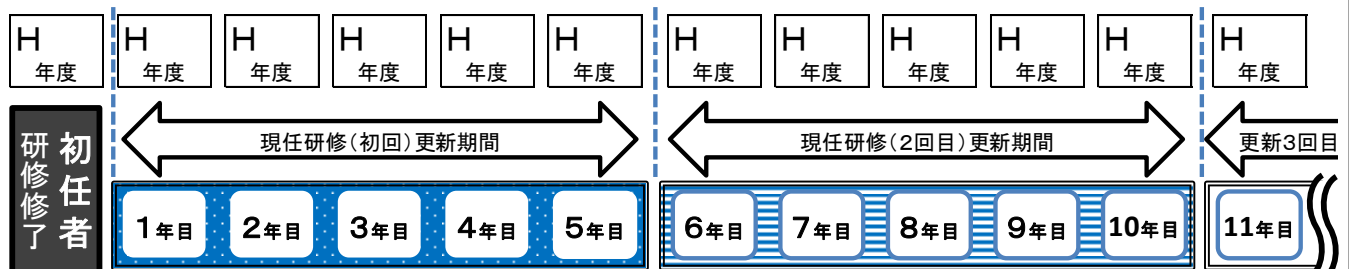 H
年度
H
年度
H
年度
H
年度
H
年度
H
年度
H
年度
H
年度
H
年度
H
年度
H
年度
H
年度
初任者
研修修了
現任研修(初回)更新期間
現任研修(2回目)更新期間
更新3回目
1年目
2年目
3年目
4年目
5年目
6年目
7年目
8年目
9年目
10年目
11年目